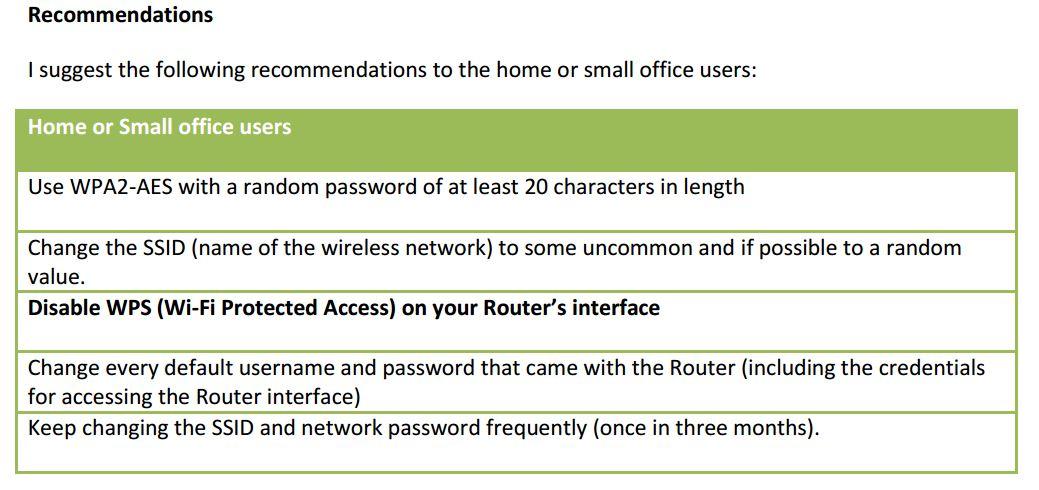 Recommendations
I suggest the following recommendations to the home or small office users:
Home or Small office users
Use WPA2-AES with a random password of at least 20 characters in length
Change the SSID (name of the wireless network) to some uncommon and if possible to a random
value.
Disable WPS (Wi-Fi Protected Access) on your Router’s interface
Change every default username and password that came with the Router (including the credentials
for accessing the Router interface)
Keep changing the SSID and network password frequently (once in three months).